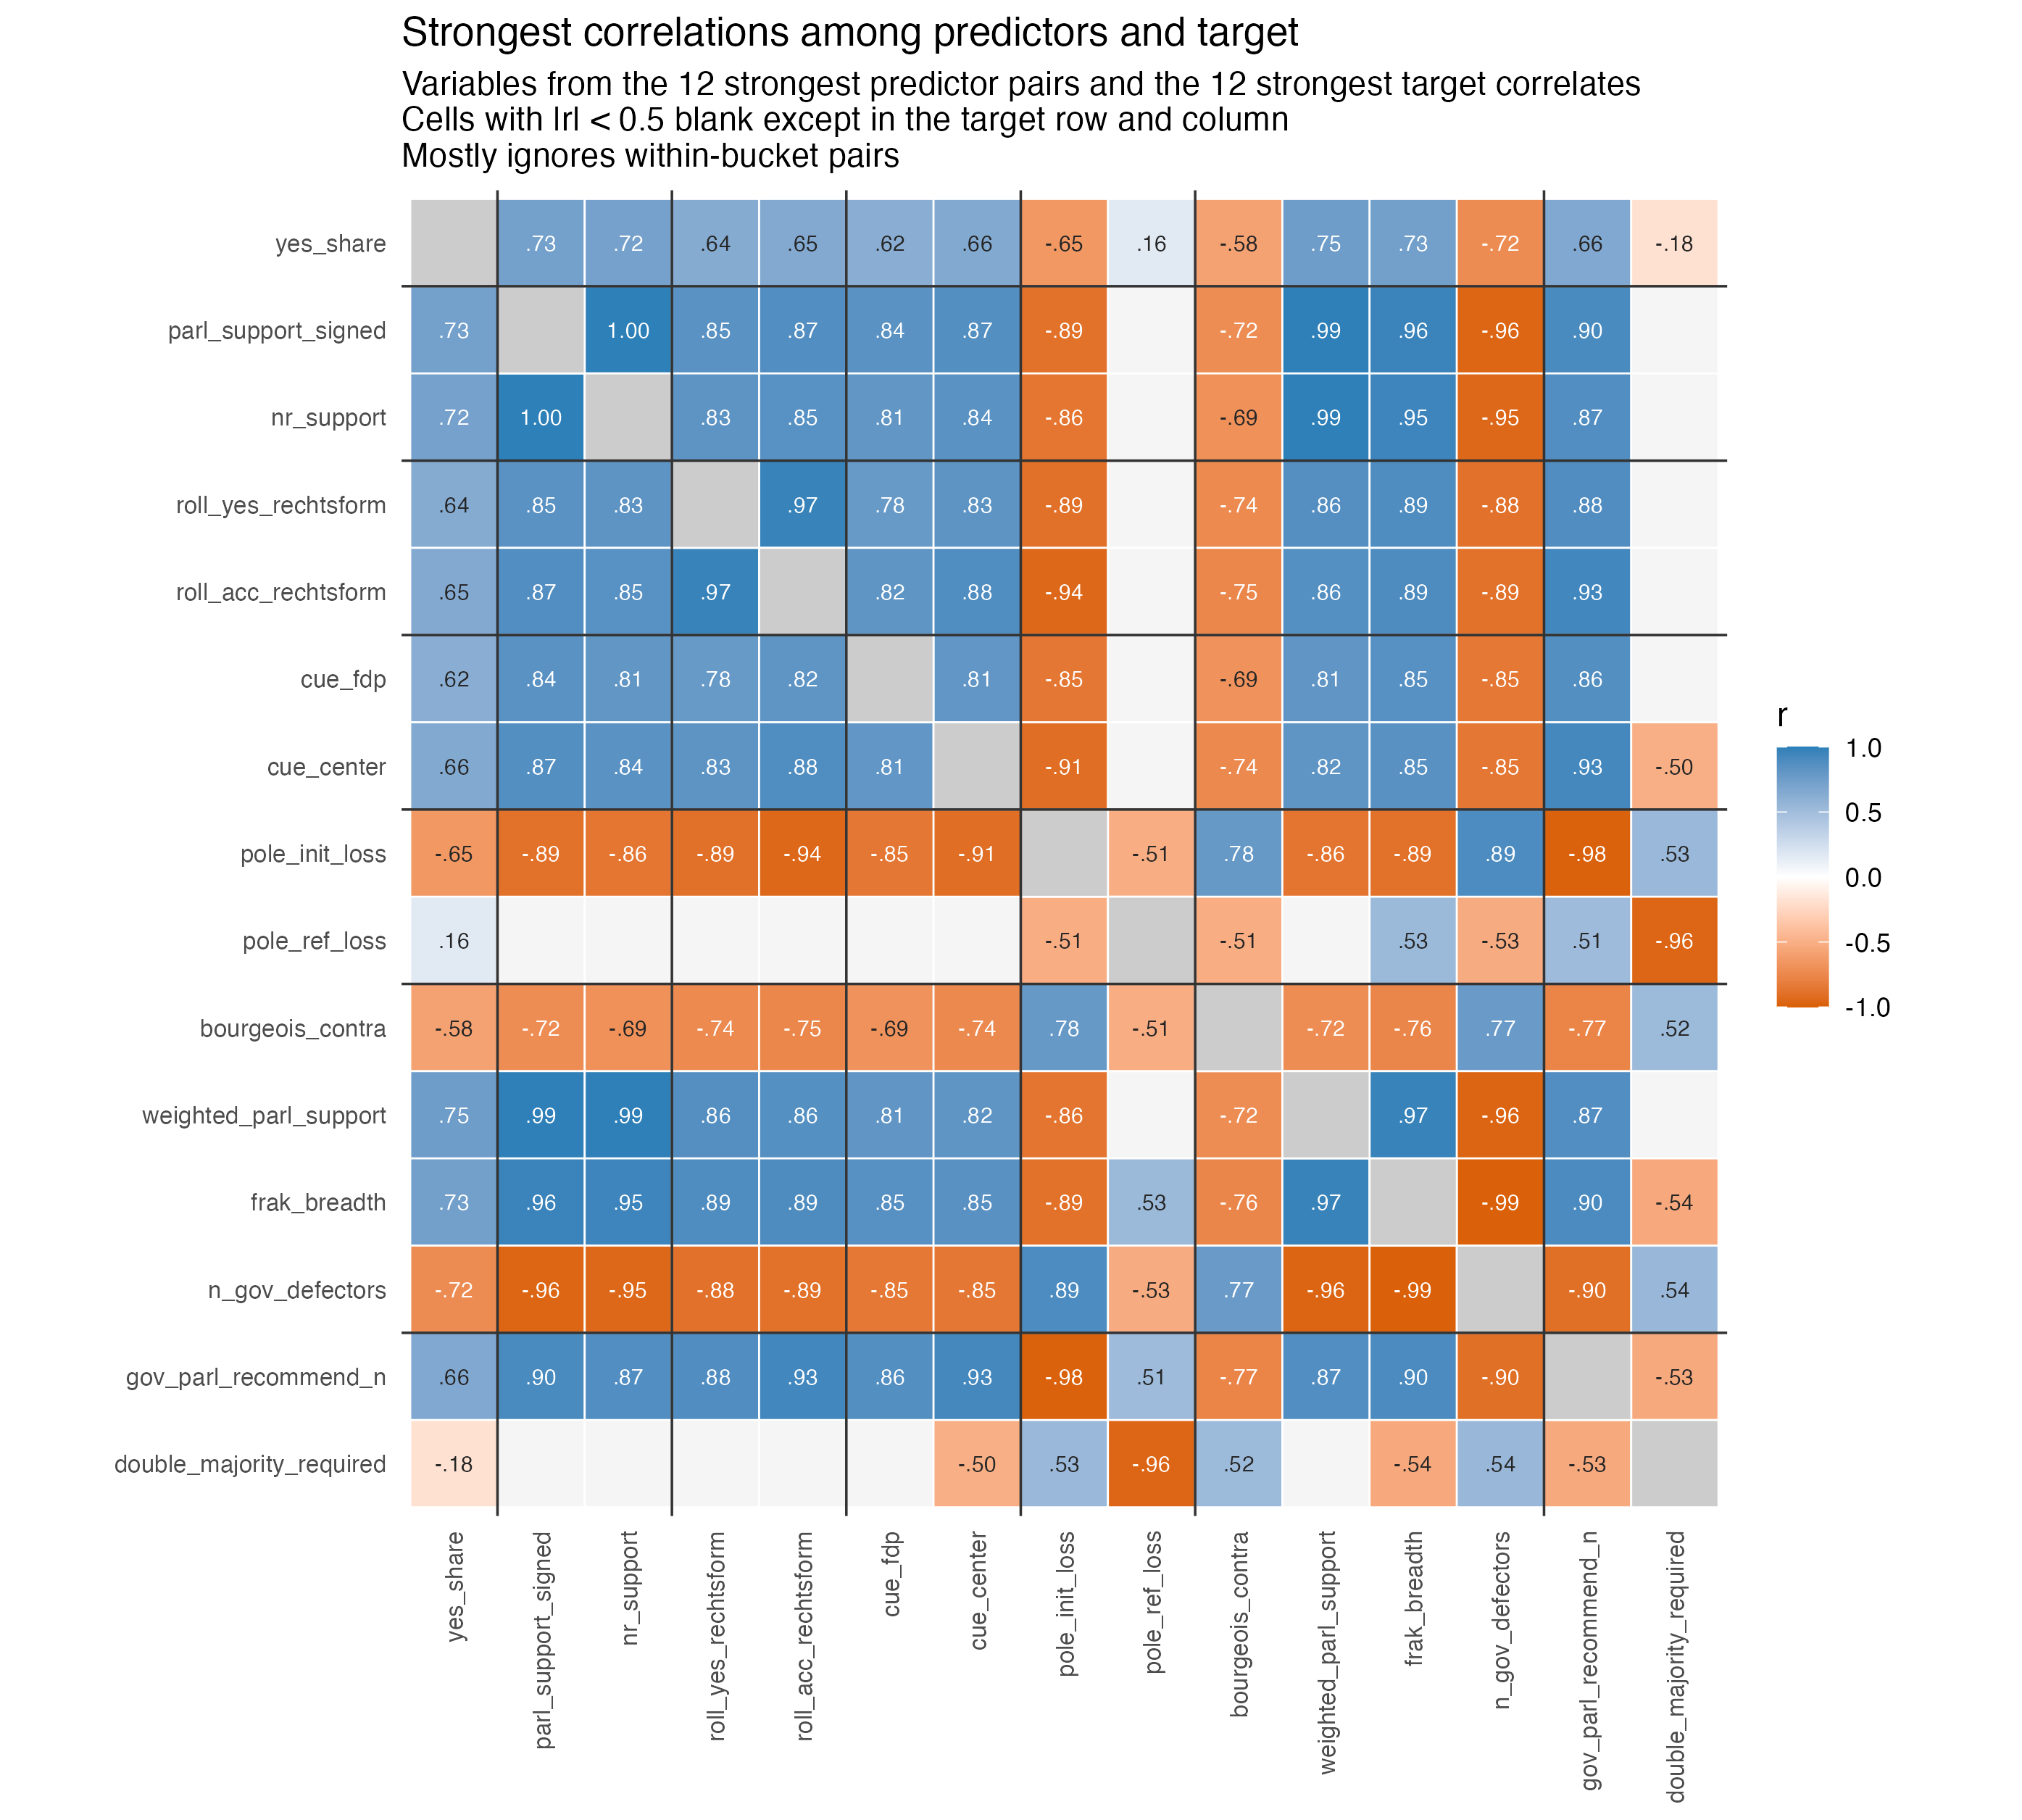 Strongest correlations among predictors and target
Variables from the 12 strongest predictor pairs and the 12 strongest target correlates
Cells with |r| < 0.5 blank except in the target row and column
Mostly ignores within-bucket pairs
yes_share .73 .72 .64 .65 .62 .66 -.65 .16 -.58 .75 .73 -.72 .66 -.18
parl_support_signed .73 1.00 .85 .87 .84 .87 -.89 -.72 .99 .96 -.96 .90
nr_support .72 1.00 .83 .85 .81 .84 -.86 -.69 .99 .95 -.95 .87
roll_yes_rechtsform .64 .85 .83 .97 .78 .83 -.89 -.74 .86 .89 -.88 .88
roll_acc_rechtsform .65 .87 .85 .97 .82 .88 -.94 -.75 .86 .89 -.89 .93
cue_fdp .62 .84 .81 .78 .82 .81 -.85 -.69 .81 .85 -.85 .86
cue_center .66 .87 .84 .83 .88 .81 -.91 -.74 .82 .85 -.85 .93 -.50
pole_init_loss -.65 -.89 -.86 -.89 -.94 -.85 -.91 -.51 .78 -.86 -.89 .89 -.98 .53
pole_ref_loss .16 -.51 -.51 .53 -.53 .51 -.96
bourgeois_contra -.58 -.72 -.69 -.74 -.75 -.69 -.74 .78 -.51 -.72 -.76 .77 -.77 .52
weighted_parl_support .75 .99 .99 .86 .86 .81 .82 -.86 -.72 .97 -.96 .87
frak_breadth .73 .96 .95 .89 .89 .85 .85 -.89 .53 -.76 .97 -.99 .90 -.54
n_gov_defectors -.72 -.96 -.95 -.88 -.89 -.85 -.85 .89 -.53 .77 -.96 -.99 -.90 .54
gov_parl_recommend_n .66 .90 .87 .88 .93 .86 .93 -.98 .51 -.77 .87 .90 -.90 -.53
double_majority_required -.18 -.50 .53 -.96 .52 -.54 .54 -.53
yes_share
parl_support_signed
nr_support
roll_yes_rechtsform
roll_acc_rechtsform
cue_fdp
cue_center
pole_init_loss
pole_ref_loss
bourgeois_contra
weighted_parl_support
frak_breadth
n_gov_defectors
gov_parl_recommend_n
double_majority_required
r
1.0
0.5
0.0
-0.5
-1.0